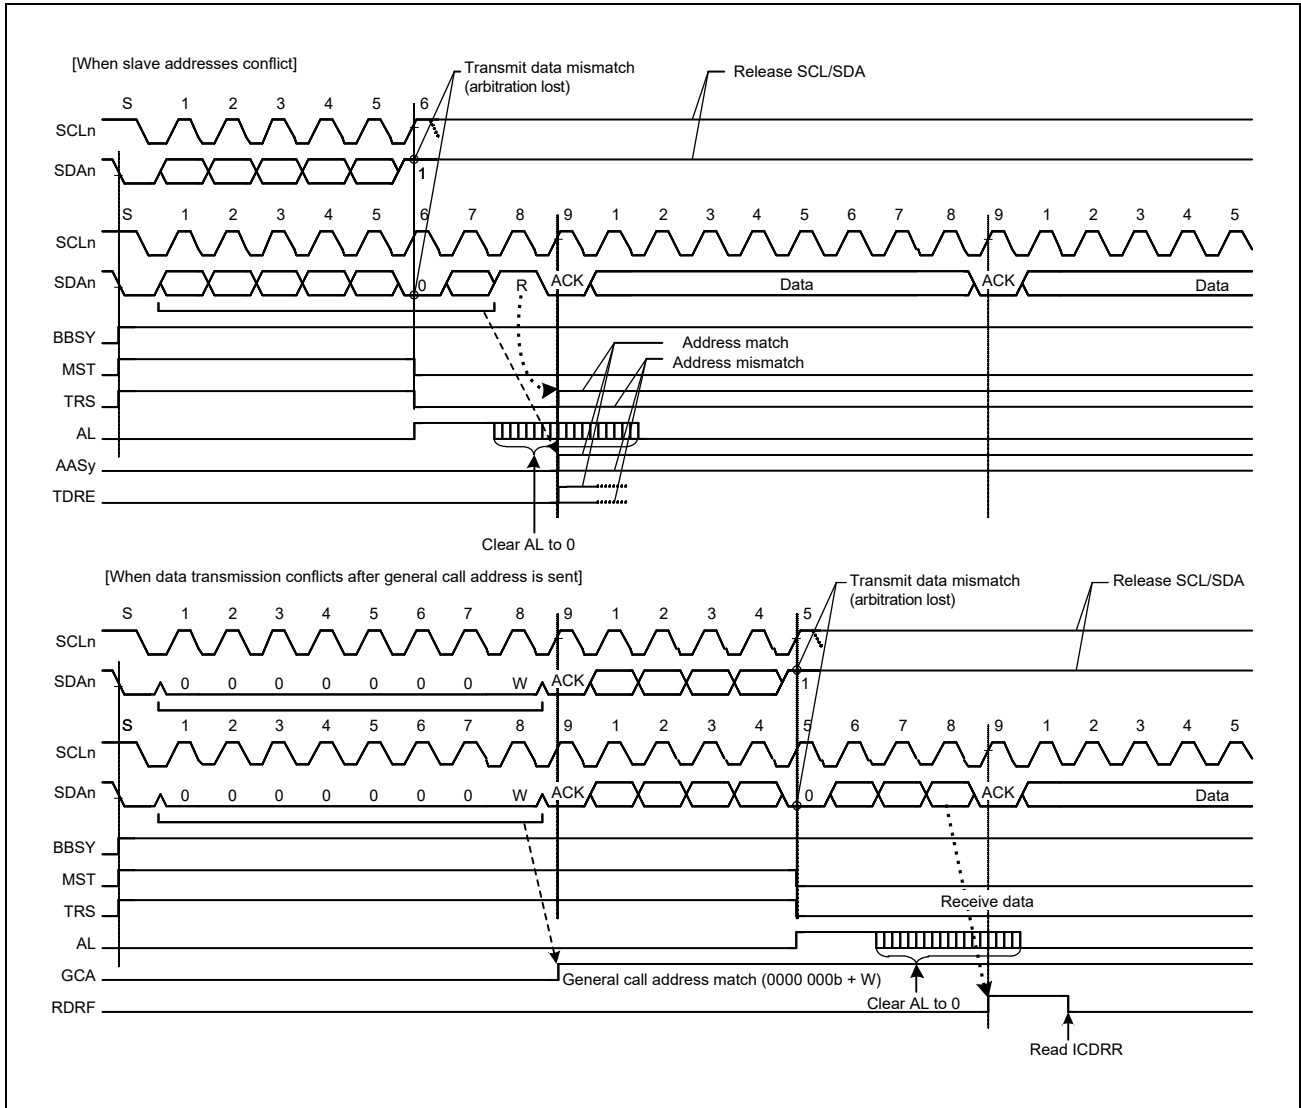 [When slave addresses conflict]
Transmit data mismatch
(arbitration lost)
Release SCL/SDA
S 1 2 3 4 5 6
SCLn
SDAn
1
S 1 2 3 4 5 6 7 8 9 1 2 3 4 5 6 7 8 9 1 2 3 4 5
SCLn
SDAn 0 R ACK Data ACK Data
BBSY
MST
Address match
Address mismatch
TRS
AL
AASy
TDRE
Clear AL to 0
[When data transmission conflicts after general call address is sent]
Transmit data mismatch
(arbitration lost)
Release SCL/SDA
S 1 2 3 4 5 6 7 8 9 1 2 3 4 5
SCLn
SDAn 0 0 0 0 0 0 0 W ACK 1
S 1 2 3 4 5 6 7 8 9 1 2 3 4 5 6 7 8 9 1 2 3 4 5
SCLn
SDAn 0 0 0 0 0 0 0 W ACK 0 ACK Data
BBSY
MST
TRS
Receive data
AL
GCA
General call address match (0000 000b + W)
Clear AL to 0
RDRF
Read ICDRR